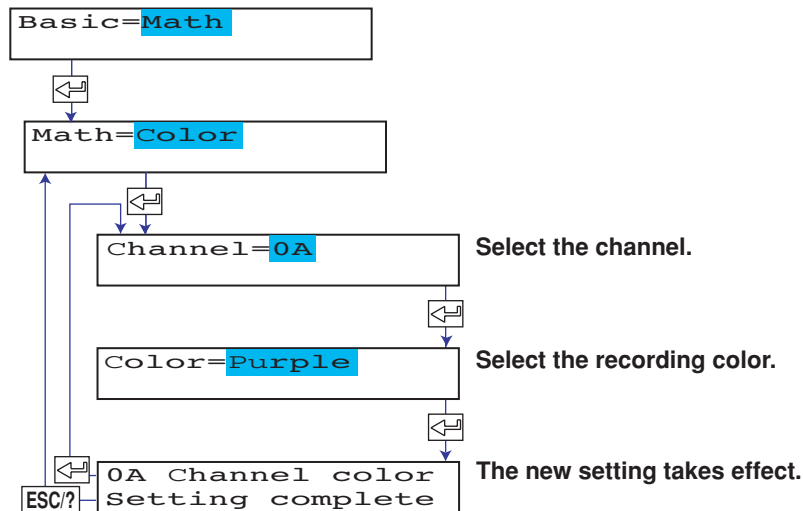 Basic=Math
Math=Color
Channel=0A
Select the channel.
Color=Purple
Select the recording color.
0A Channel color
Setting complete
The new setting takes effect.
ESC/?